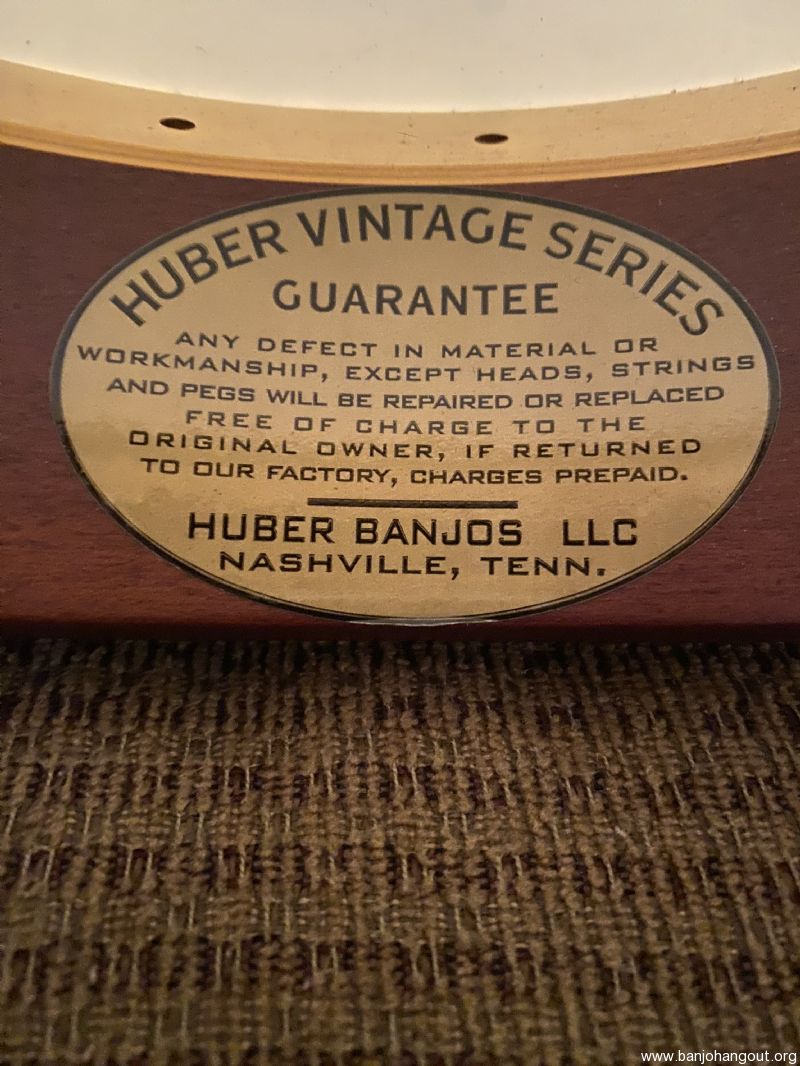 HUBER VINTAGE SERIES
GUARANTEE
ANY DEFECT IN MATERIAL OR
WORKMANSHIP, EXCEPT HEADS, STRINGS
AND PEGS WILL BE REPAIRED OR REPLACED
FREE OF CHARGE TO THE
ORIGINAL OWNER, IF RETURNED
TO OUR FACTORY, CHARGES PREPAID.
HUBER BANJOS LLC
NASHVILLE, TENN.
www.banjohangout.org